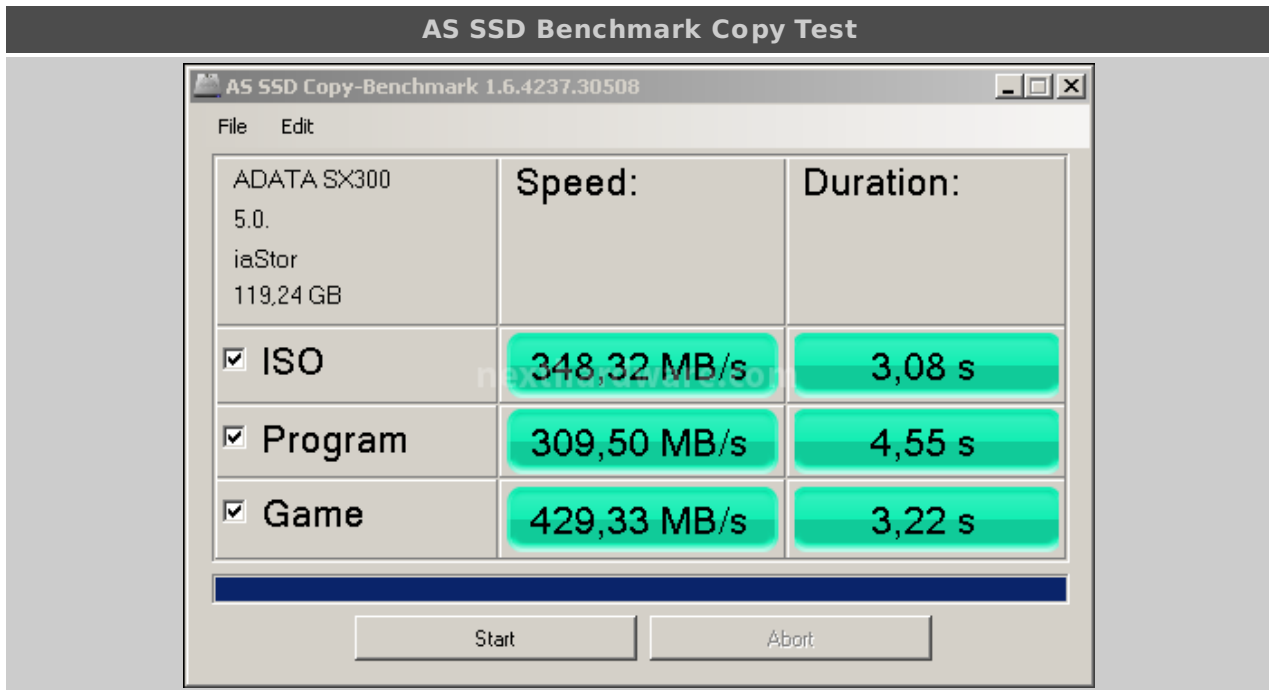 AS SSD Benchmark Copy Test
AS SSD Copy-Benchmark 1.6.4237.30508
File Edit
ADATA SX300
5.0.
iaStor
119,24 GB
Speed:
Duration:
ISO
348,32 MB/s
3,08 s
nexthardware.com
Program
309,50 MB/s
4,55 s
Game
429,33 MB/s
3,22 s
Start
Abort